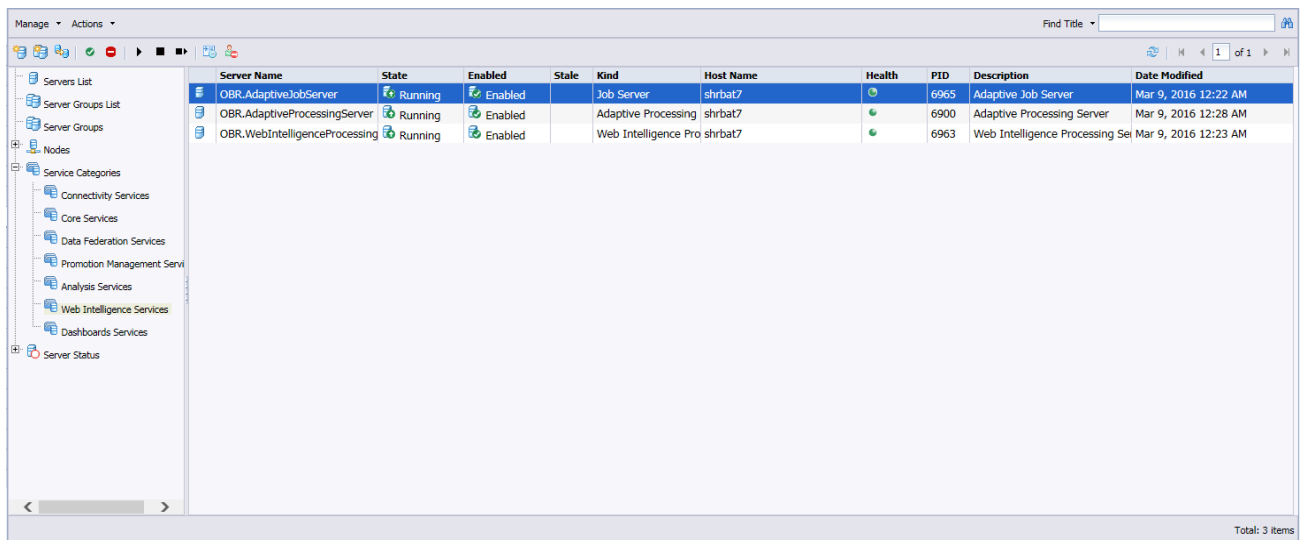 Manage Actions Find Title
1 of 1
Server Name State Enabled Stale Kind Host Name Health PID Description Date Modified
OBR.AdaptiveJobServer Running Enabled Job Server shrbat7 6965 Adaptive Job Server Mar 9, 2016 12:22 AM
OBR.AdaptiveProcessingServer Running Enabled Adaptive Processing shrbat7 6900 Adaptive Processing Server Mar 9, 2016 12:28 AM
OBR.WebIntelligenceProcessing Running Enabled Web Intelligence Pro shrbat7 6963 Web Intelligence Processing Ser Mar 9, 2016 12:23 AM
Servers List
Server Groups List
Server Groups
Nodes
Service Categories
Connectivity Services
Core Services
Data Federation Services
Promotion Management Servi
Analysis Services
Web Intelligence Services
Dashboards Services
Server Status
Total: 3 items